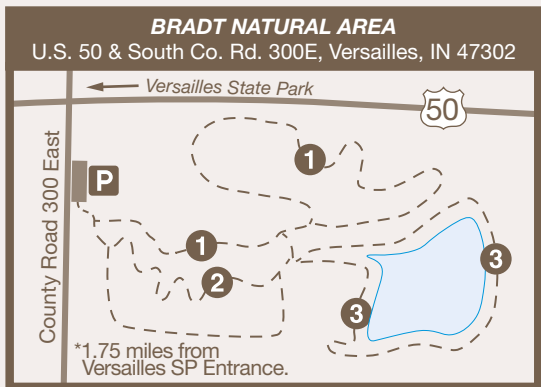 BRADT NATURAL AREA
U.S. 50 & South Co. Rd. 300E, Versailles, IN 47302
Versailles State Park
50
1
P
County Road 300 East
1
2
3
3
*1.75 miles from
Versailles SP Entrance.